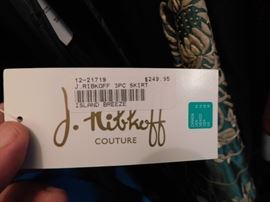 12-21719 $249.95
J.RIBKOFF 3PC SKIRT
ISLAND BREEZE
J. Ribkoff
COUTURE